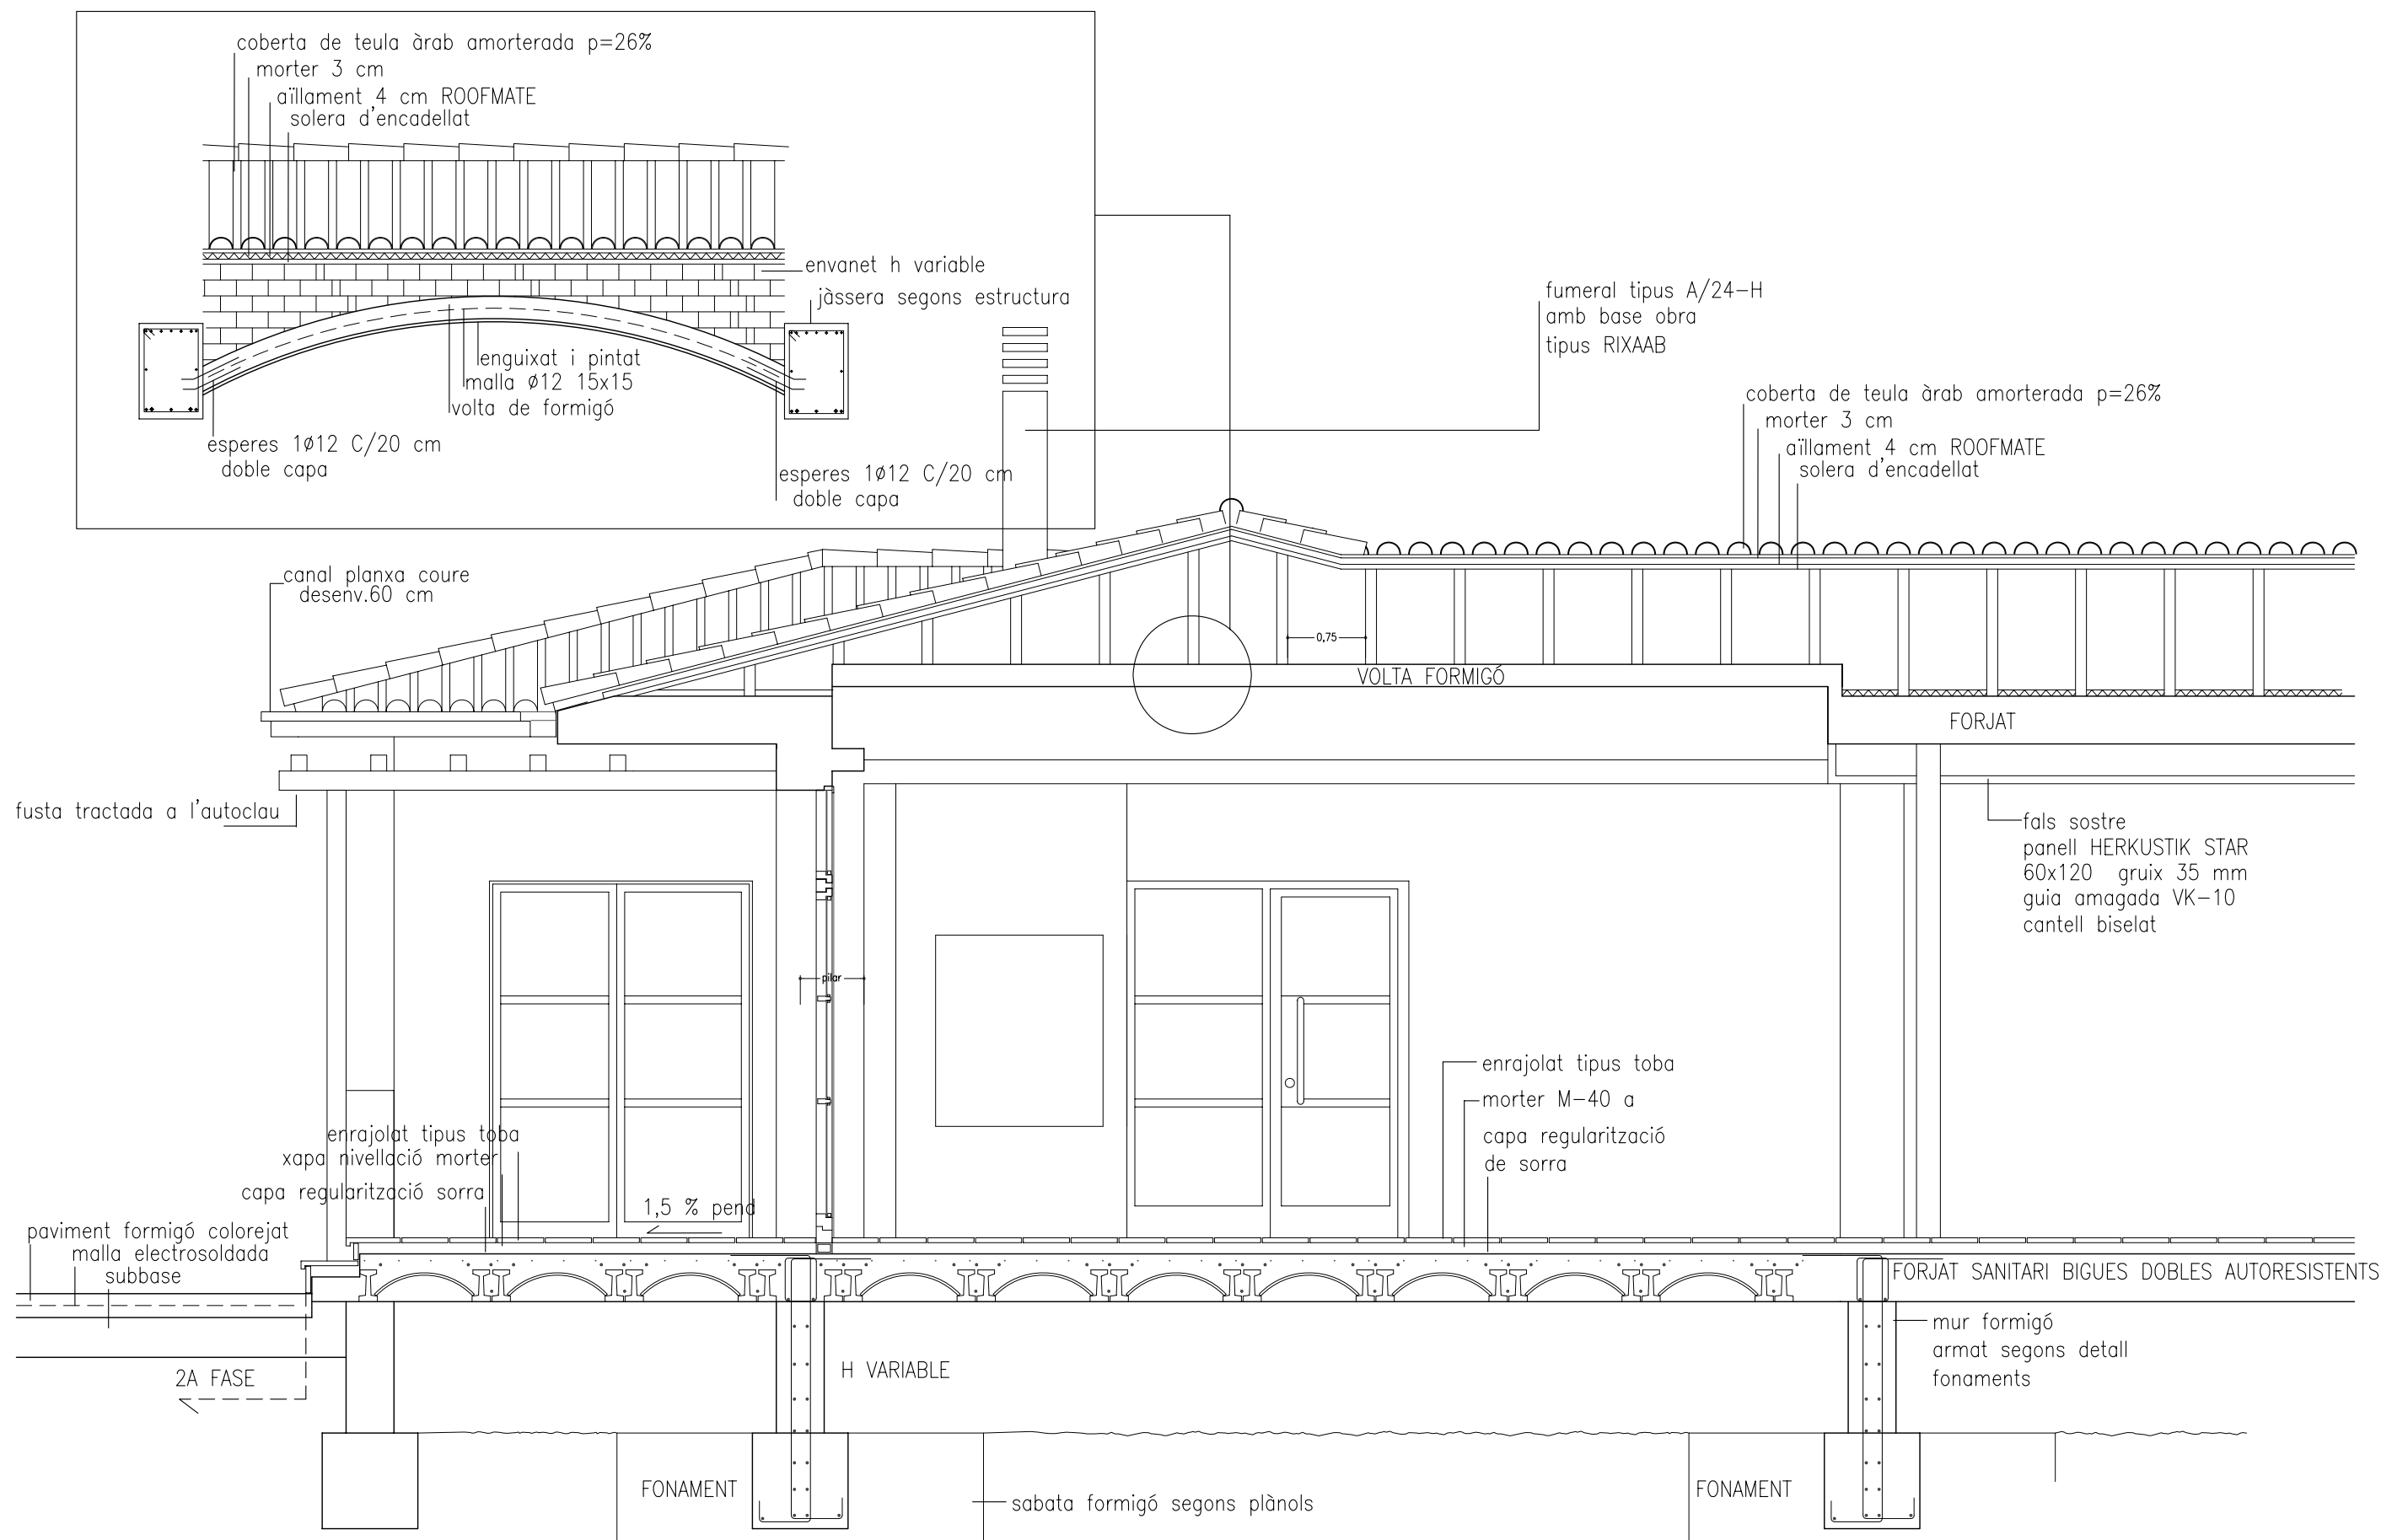 coberta de teula àrab amorterada p=26%
morter 3 cm
aïllament 4 cm ROOFMATE
solera d'encadellat
envanet h variable
jàssera segons estructura
enguixat i pintat
malla ø12 15x15
volta de formigó
esperes 1ø12 C/20 cm
doble capa
esperes 1ø12 C/20 cm
doble capa
fumeral tipus A/24-H
amb base obra
tipus RIXAAB
coberta de teula àrab amorterada p=26%
morter 3 cm
aïllament 4 cm ROOFMATE
solera d'encadellat
canal planxa coure
desenv.60 cm
0,75
VOLTA FORMIGÓ
FORJAT
fusta tractada a l'autoclau
fals sostre
panell HERKUSTIK STAR
60x120 gruix 35 mm
guia amagada VK-10
cantell biselat
pilar
enrajolat tipus toba
morter M-40 a
capa regularització
de sorra
enrajolat tipus toba
xapa nivellació morter
capa regularització sorra
1,5 % pend
paviment formigó colorejat
malla electrosoldada
subbase
FORJAT SANITARI BIGUES DOBLES AUTORESISTENTS
mur formigó
armat segons detall
fonaments
2A FASE
H VARIABLE
FONAMENT
sabata formigó segons plànols
FONAMENT